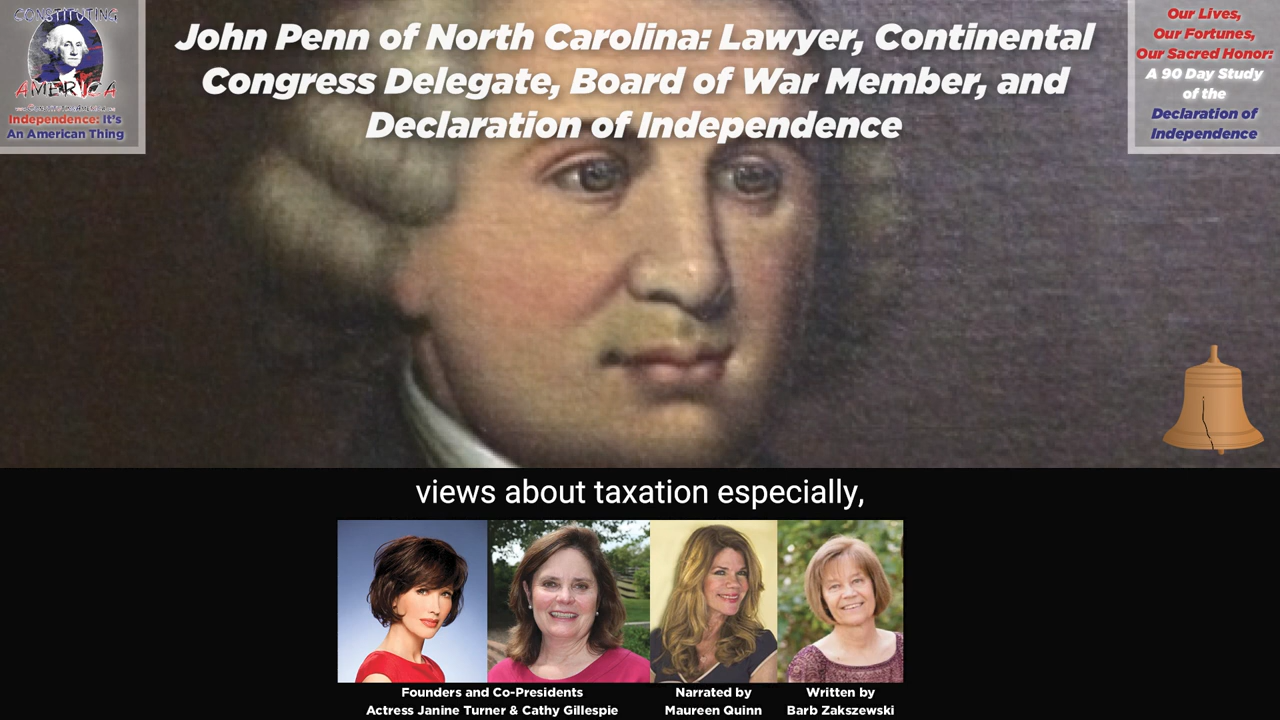 CONSTITUTING
AMERICA
Independence: It's
An American Thing
John Penn of North Carolina: Lawyer, Continental
Congress Delegate, Board of War Member, and
Declaration of Independence
Our Lives,
Our Fortunes,
Our Sacred Honor:
A 90 Day Study
of the
Declaration of
Independence
views about taxation especially,
Founders and Co-Presidents
Actress Janine Turner & Cathy Gillespie
Narrated by
Maureen Quinn
Written by
Barb Zakszewski